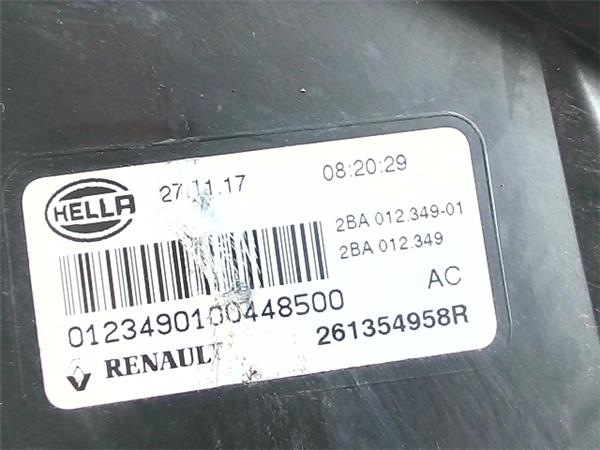 HELLA
27.11.17 08:20:29
2BA 012.349-01
2BA 012.349
AC
0123490100448500
RENAULT
261354958R